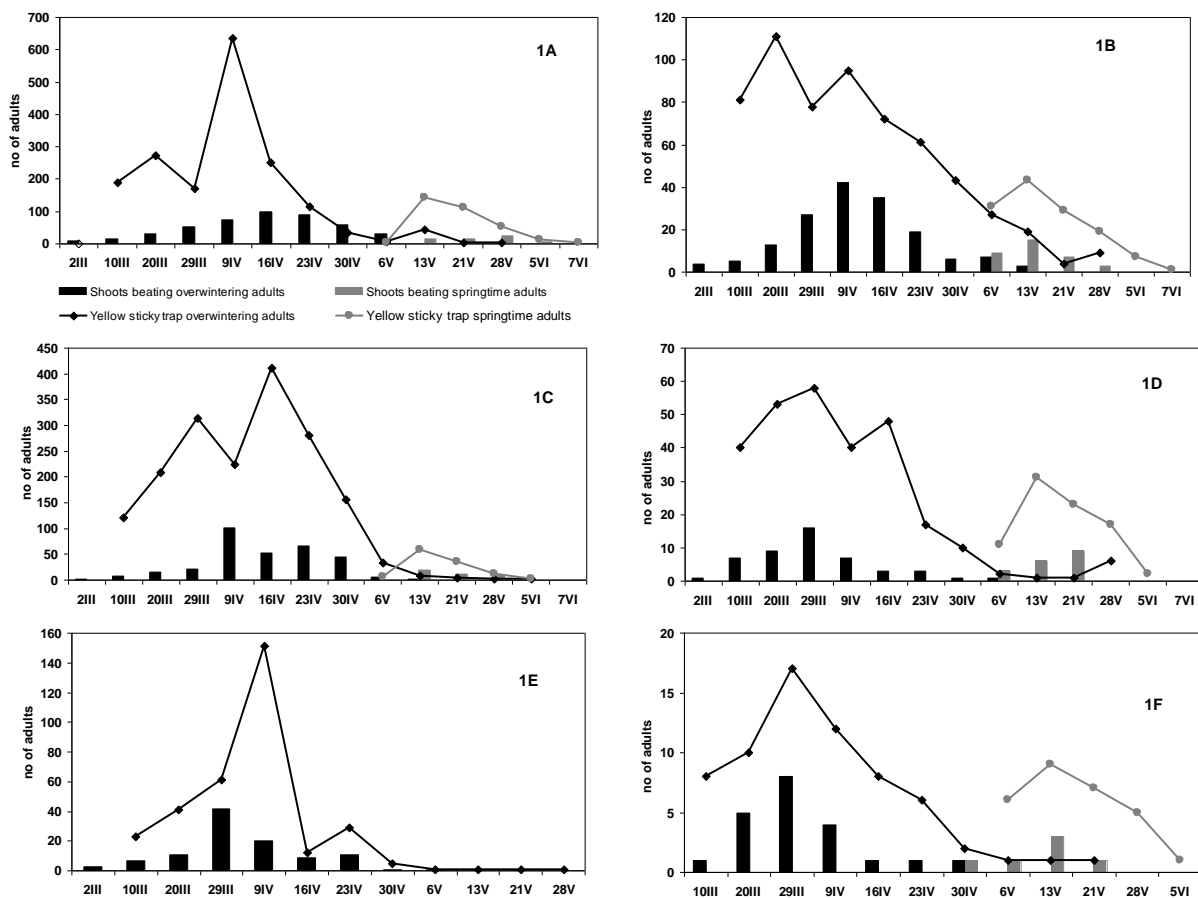 1A
no of adults
700
600
500
400
300
200
100
0
2III 10III 20III 29III 9IV 16IV 23IV 30IV 6V 13V 21V 28V 5VI 7VI
1B
no of adults
120
100
80
60
40
20
0
2III 10III 20III 29III 9IV 16IV 23IV 30IV 6V 13V 21V 28V 5VI 7VI
Shoots beating overwintering adults
Shoots beating springtime adults
Yellow sticky trap overwintering adults
Yellow sticky trap springtime adults
1C
no of adults
450
400
350
300
250
200
150
100
50
0
2III 10III 20III 29III 9IV 16IV 23IV 30IV 6V 13V 21V 28V 5VI 7VI
1D
no of adults
70
60
50
40
30
20
10
0
2III 10III 20III 29III 9IV 16IV 23IV 30IV 6V 13V 21V 28V 5VI 7VI
1E
no of adults
160
140
120
100
80
60
40
20
0
2III 10III 20III 29III 9IV 16IV 23IV 30IV 6V 13V 21V 28V
1F
no of adults
20
15
10
5
0
10III 20III 29III 9IV 16IV 23IV 30IV 6V 13V 21V 28V 5VI